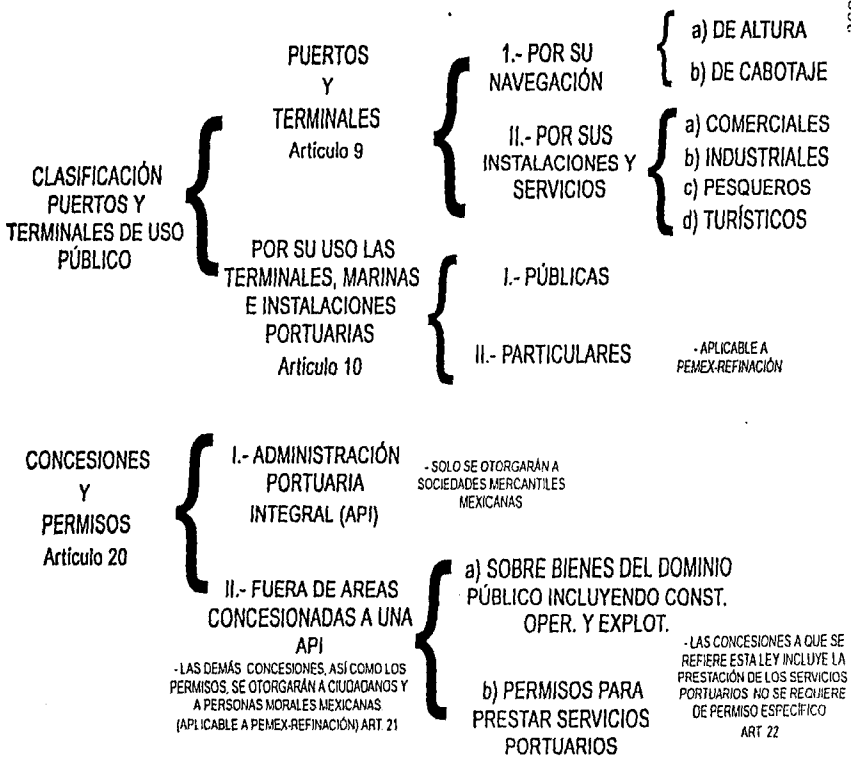 CLASIFICACIÓN
PUERTOS Y
TERMINALES DE USO
PÚBLICO
PUERTOS
Y
TERMINALES
Artículo 9
1.- POR SU
NAVEGACIÓN
a) DE ALTURA
b) DE CABOTAJE
II.- POR SUS
INSTALACIONES Y
SERVICIOS
a) COMERCIALES
b) INDUSTRIALES
c) PESQUEROS
d) TURÍSTICOS
POR SU USO LAS
TERMINALES, MARINAS
E INSTALACIONES
PORTUARIAS
Artículo 10
I.- PÚBLICAS
II.- PARTICULARES
- APLICABLE A
PEMEX-REFINACIÓN
CONCESIONES
Y
PERMISOS
Artículo 20
I.- ADMINISTRACIÓN
PORTUARIA
INTEGRAL (API)
- SOLO SE OTORGARÁN A
SOCIEDADES MERCANTILES
MEXICANAS
II.- FUERA DE AREAS
CONCESIONADAS A UNA
API
- LAS DEMÁS CONCESIONES, ASÍ COMO LOS
PERMISOS, SE OTORGARÁN A CIUDADANOS Y
A PERSONAS MORALES MEXICANAS
(APLICABLE A PEMEX-REFINACIÓN) ART. 21
a) SOBRE BIENES DEL DOMINIO
PÚBLICO INCLUYENDO CONST.
OPER. Y EXPLOT.
b) PERMISOS PARA
PRESTAR SERVICIOS
PORTUARIOS
- LAS CONCESIONES A QUE SE
REFIERE ESTA LEY INCLUYE LA
PRESTACIÓN DE LOS SERVICIOS
PORTUARIOS NO SE REQUIERE
DE PERMISO ESPECÍFICO
ART 22